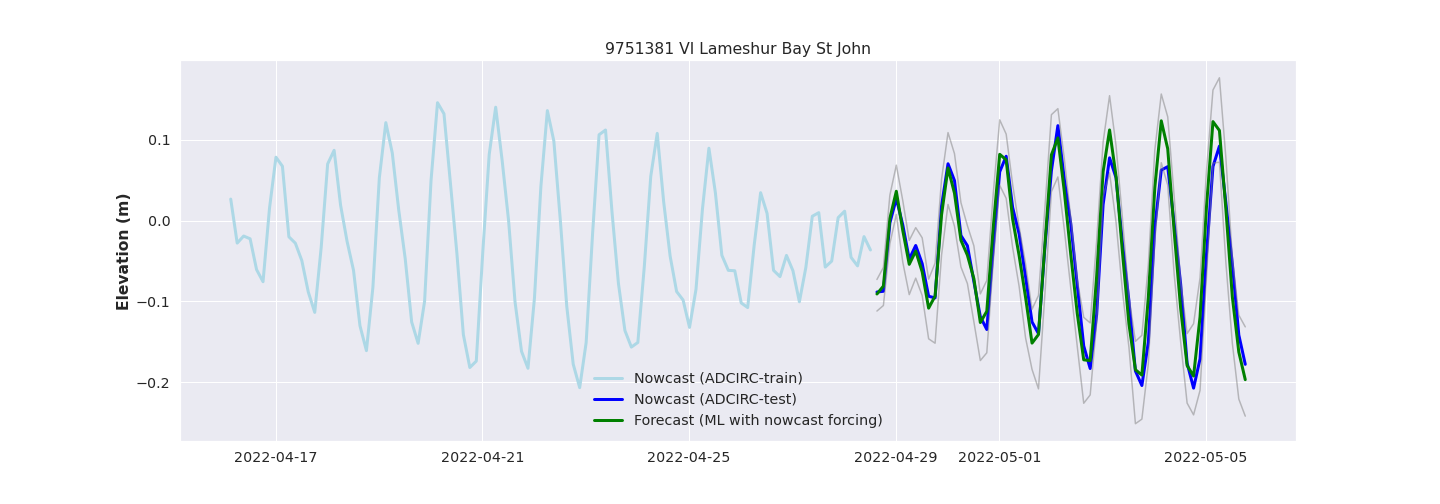 9751381 VI Lameshur Bay St John
Elevation (m)
0.1
0.0
−0.1
−0.2
Nowcast (ADCIRC-train)
Nowcast (ADCIRC-test)
Forecast (ML with nowcast forcing)
2022-04-17 2022-04-21 2022-04-25 2022-04-29 2022-05-01 2022-05-05